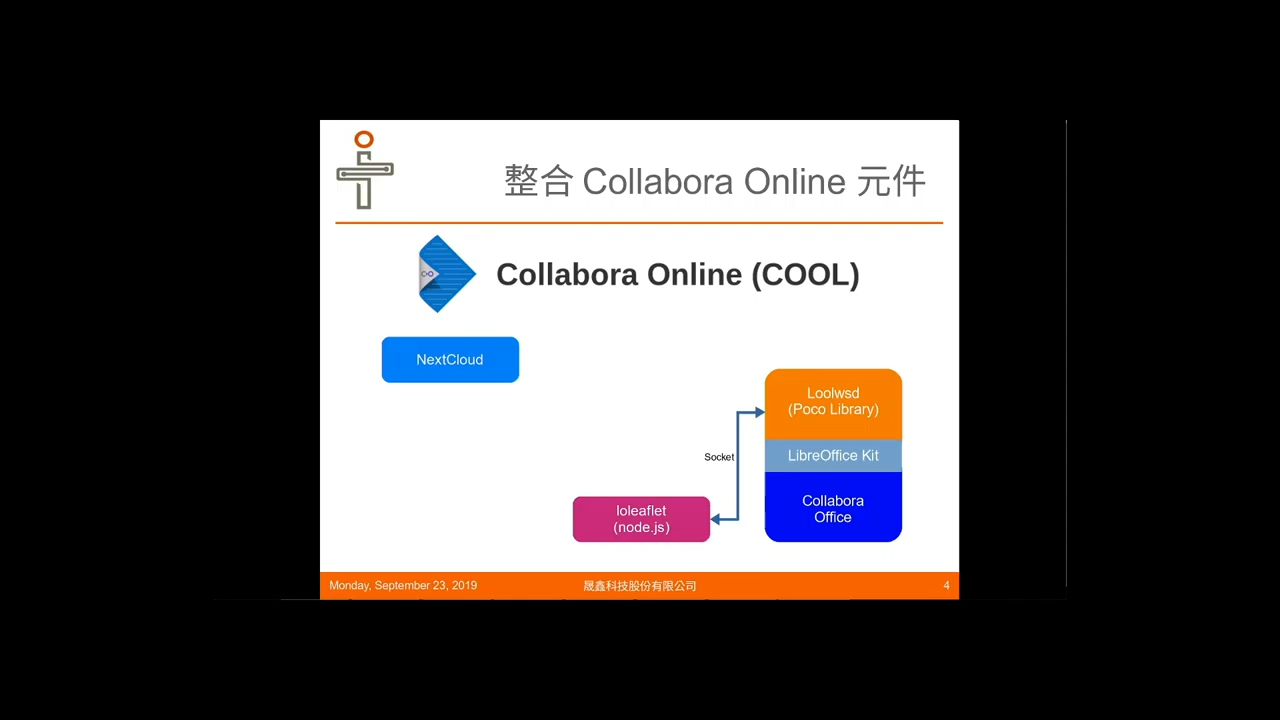 整合 Collabora Online 元件
Collabora Online (COOL)
NextCloud
Loolwsd
(Poco Library)
Socket
LibreOffice Kit
Collabora
Office
loleaflet
(node.js)
Monday, September 23, 2019
晟鑫科技股份有限公司
4